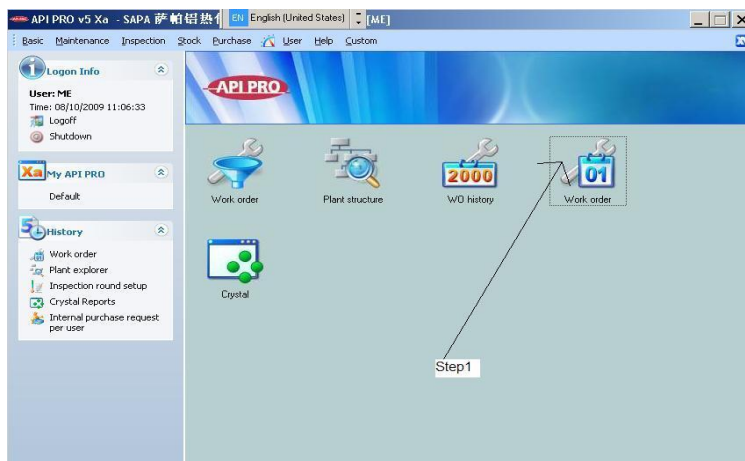 API PRO v5 Xa - SAPA 萨帕铝热 [ME]
EN English (United States)
Basic Maintenance Inspection Stock Purchase User Help Custom
Logon Info
User: ME
Time: 08/10/2009 11:06:33
Logoff
Shutdown
Xa My API PRO
Default
History
Work order
Plant explorer
Inspection round setup
Crystal Reports
Internal purchase request
per user
API PRO
Work order
Plant structure
2000
WO history
01
Work order
Crystal
Step1